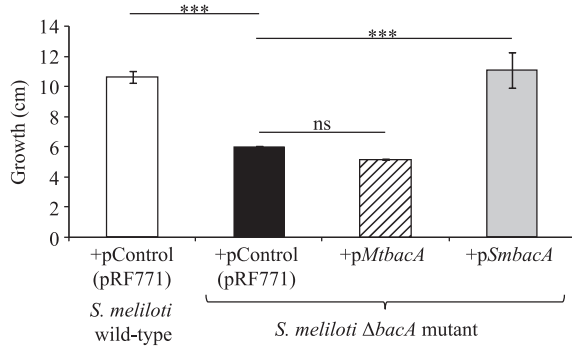 ***
***
ns
Growth (cm)
14
12
10
8
6
4
2
0
+pControl
(pRF771)
+pControl
(pRF771)
+pMtbacA
+pSmbacA
S. meliloti
wild-type
S. meliloti ΔbacA mutant